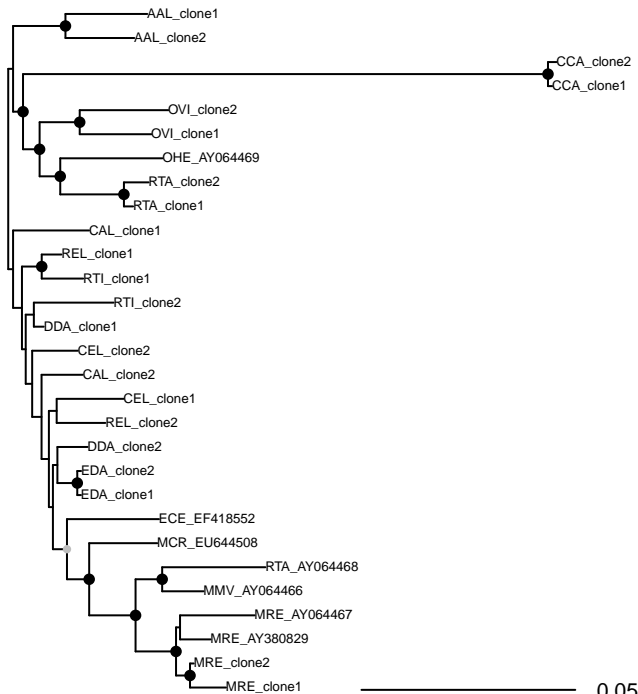 AAL_clone1
AAL_clone2
CCA_clone2
CCA_clone1
OVI_clone2
OVI_clone1
OHE_AY064469
RTA_clone2
RTA_clone1
CAL_clone1
REL_clone1
RTI_clone1
RTI_clone2
DDA_clone1
CEL_clone2
CAL_clone2
CEL_clone1
REL_clone2
DDA_clone2
EDA_clone2
EDA_clone1
ECE_EF418552
MCR_EU644508
RTA_AY064468
MMV_AY064466
MRE_AY064467
MRE_AY380829
MRE_clone2
MRE_clone1
0.05